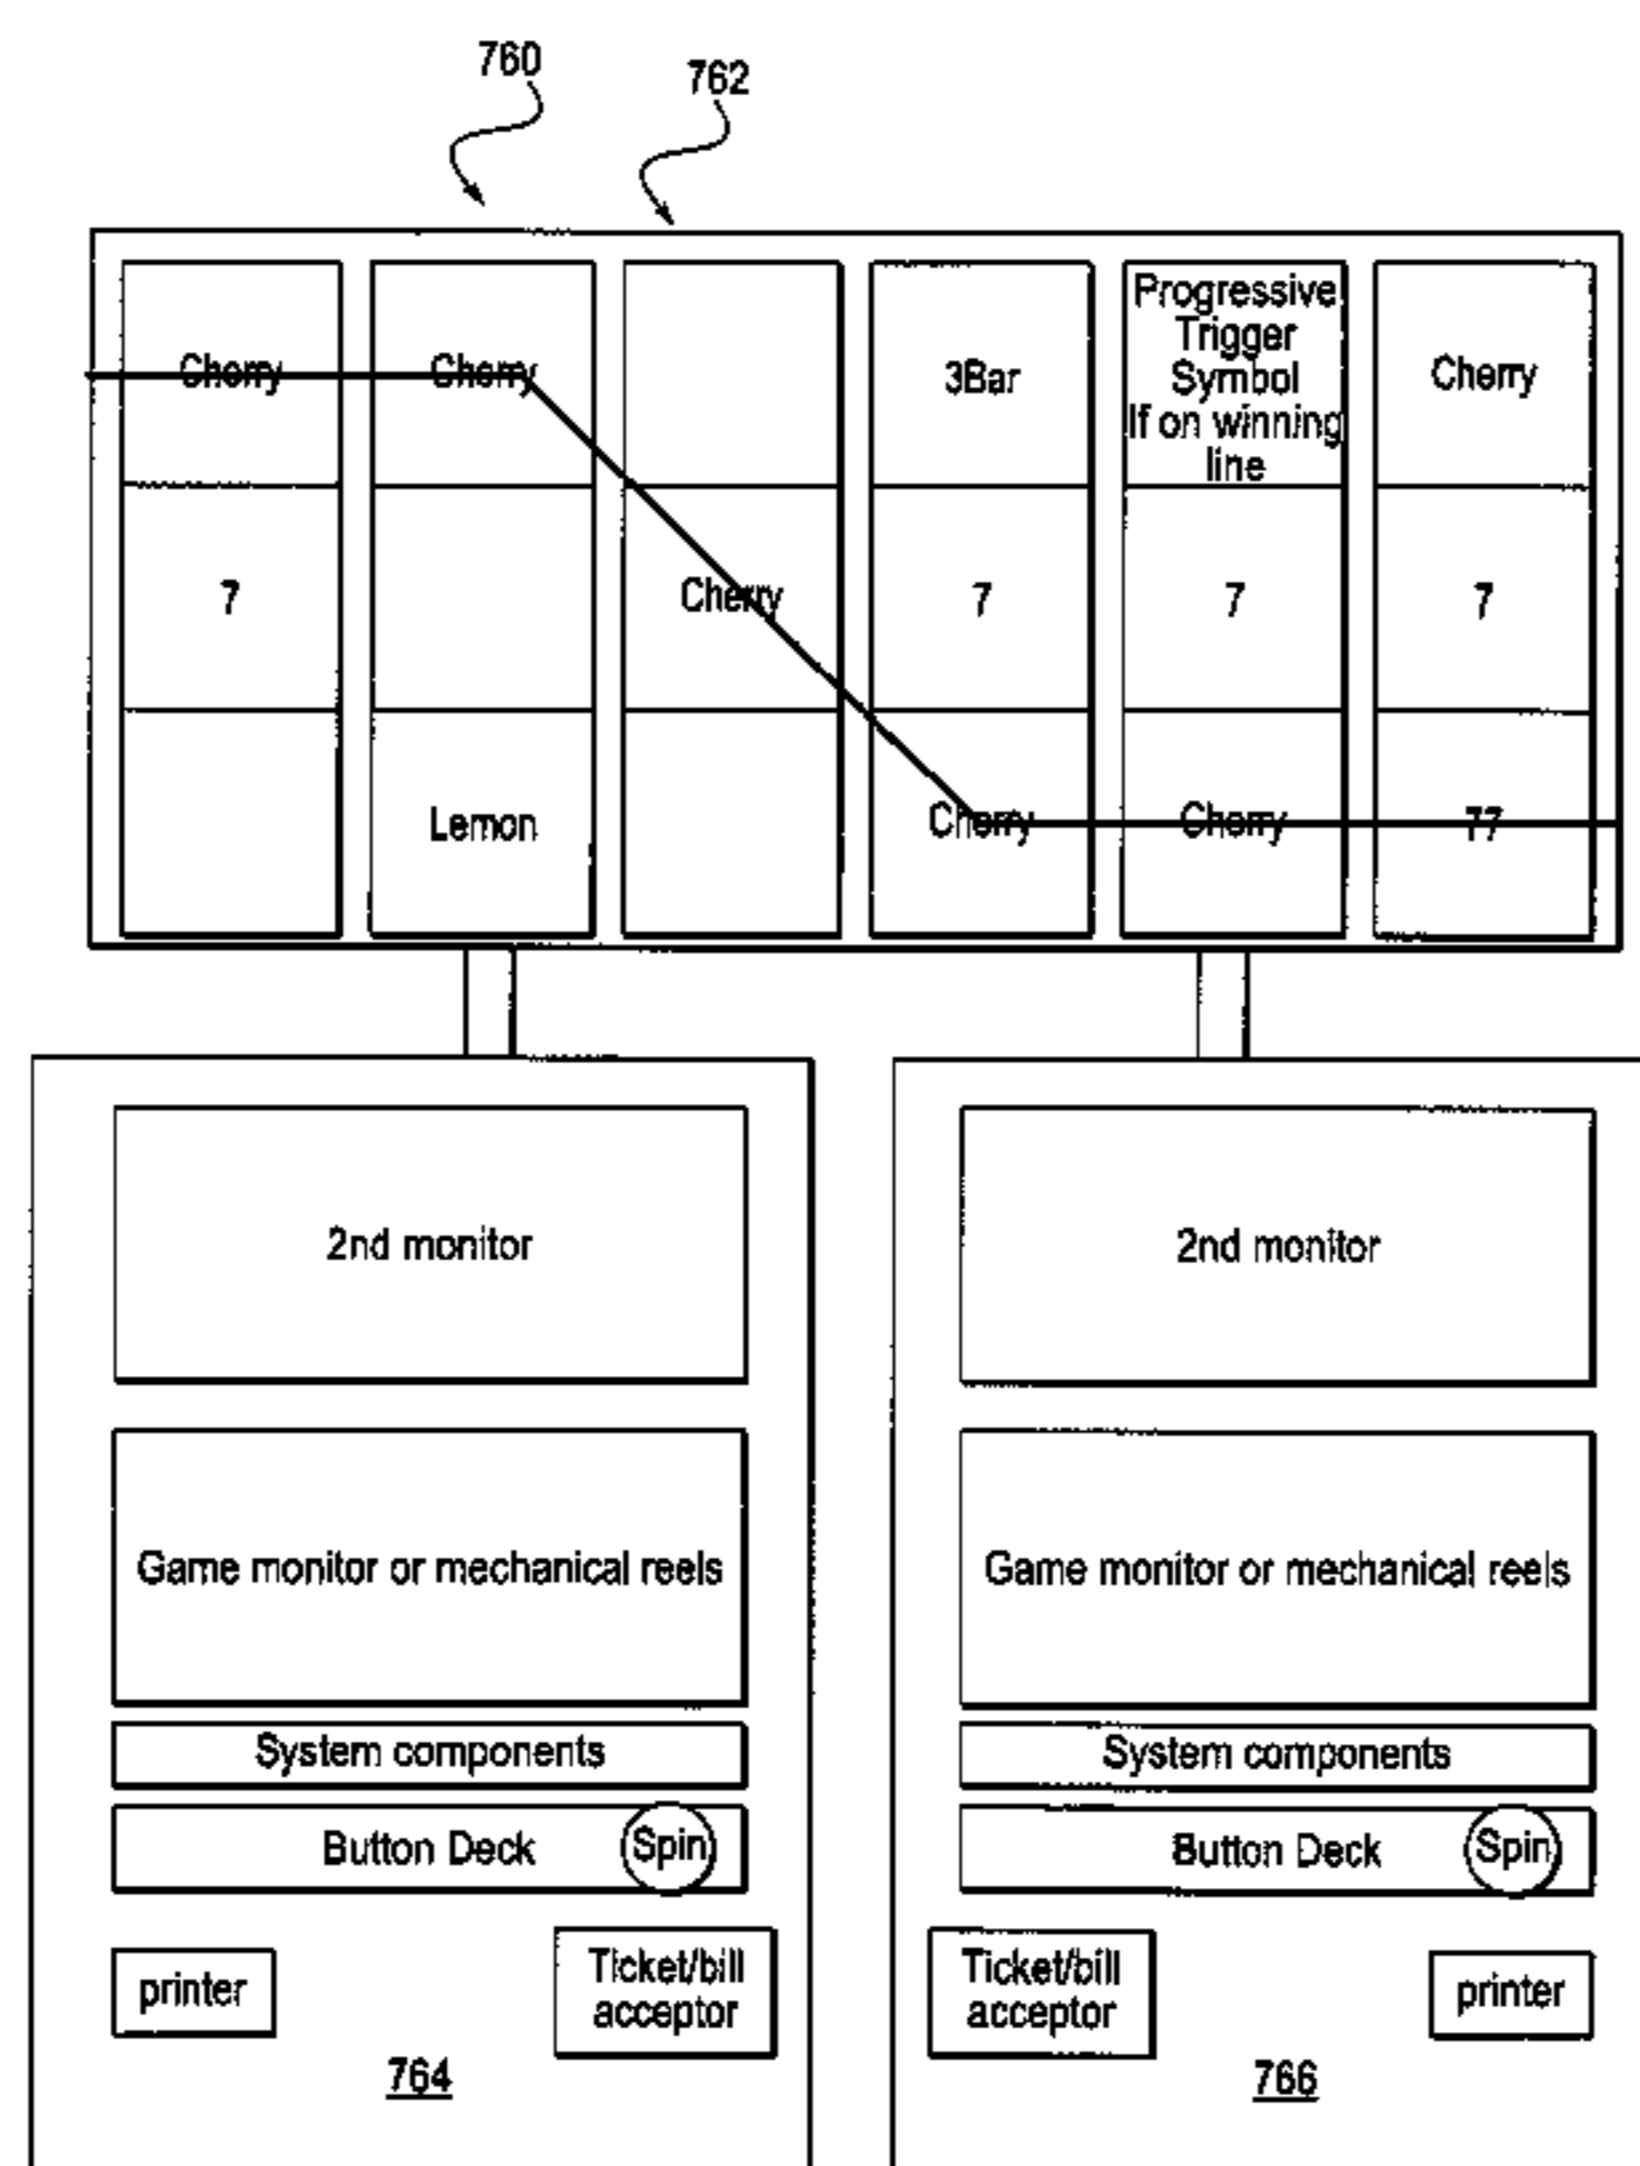 760
762
Cherry
Cherry
3Bar
Progressive
Trigger
Symbol
If on winning
line
Cherry
7
Cherry
7
7
7
Lemon
Cherry
Cherry
77
2nd monitor
2nd monitor
Game monitor or mechanical reels
Game monitor or mechanical reels
System components
System components
Button Deck
Spin
Button Deck
Spin
printer
Ticket/bill
acceptor
Ticket/bill
acceptor
printer
764
766